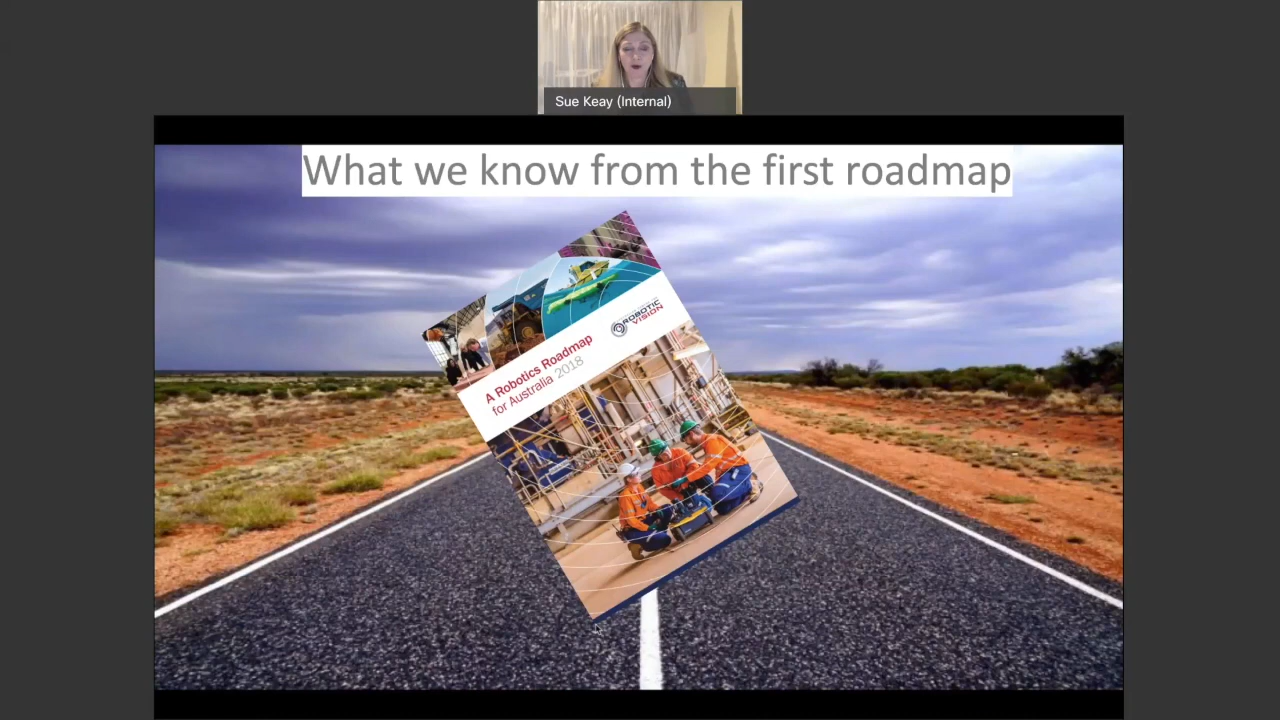 Sue Keay (Internal)
What we know from the first roadmap
ROBOTIC
VISION
A Robotics Roadmap
for Australia 2018